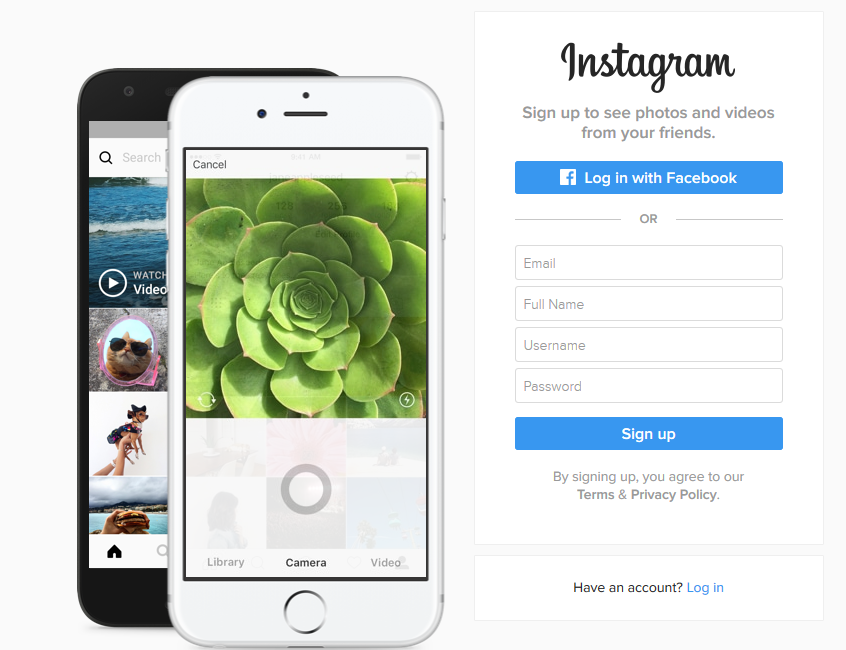 Search
WATCH
Video
Cancel
Library
Camera
Video
Instagram
Sign up to see photos and videos
from your friends.
Log in with Facebook
OR
Email
Full Name
Username
Password
Sign up
By signing up, you agree to our
Terms & Privacy Policy.
Have an account? Log in